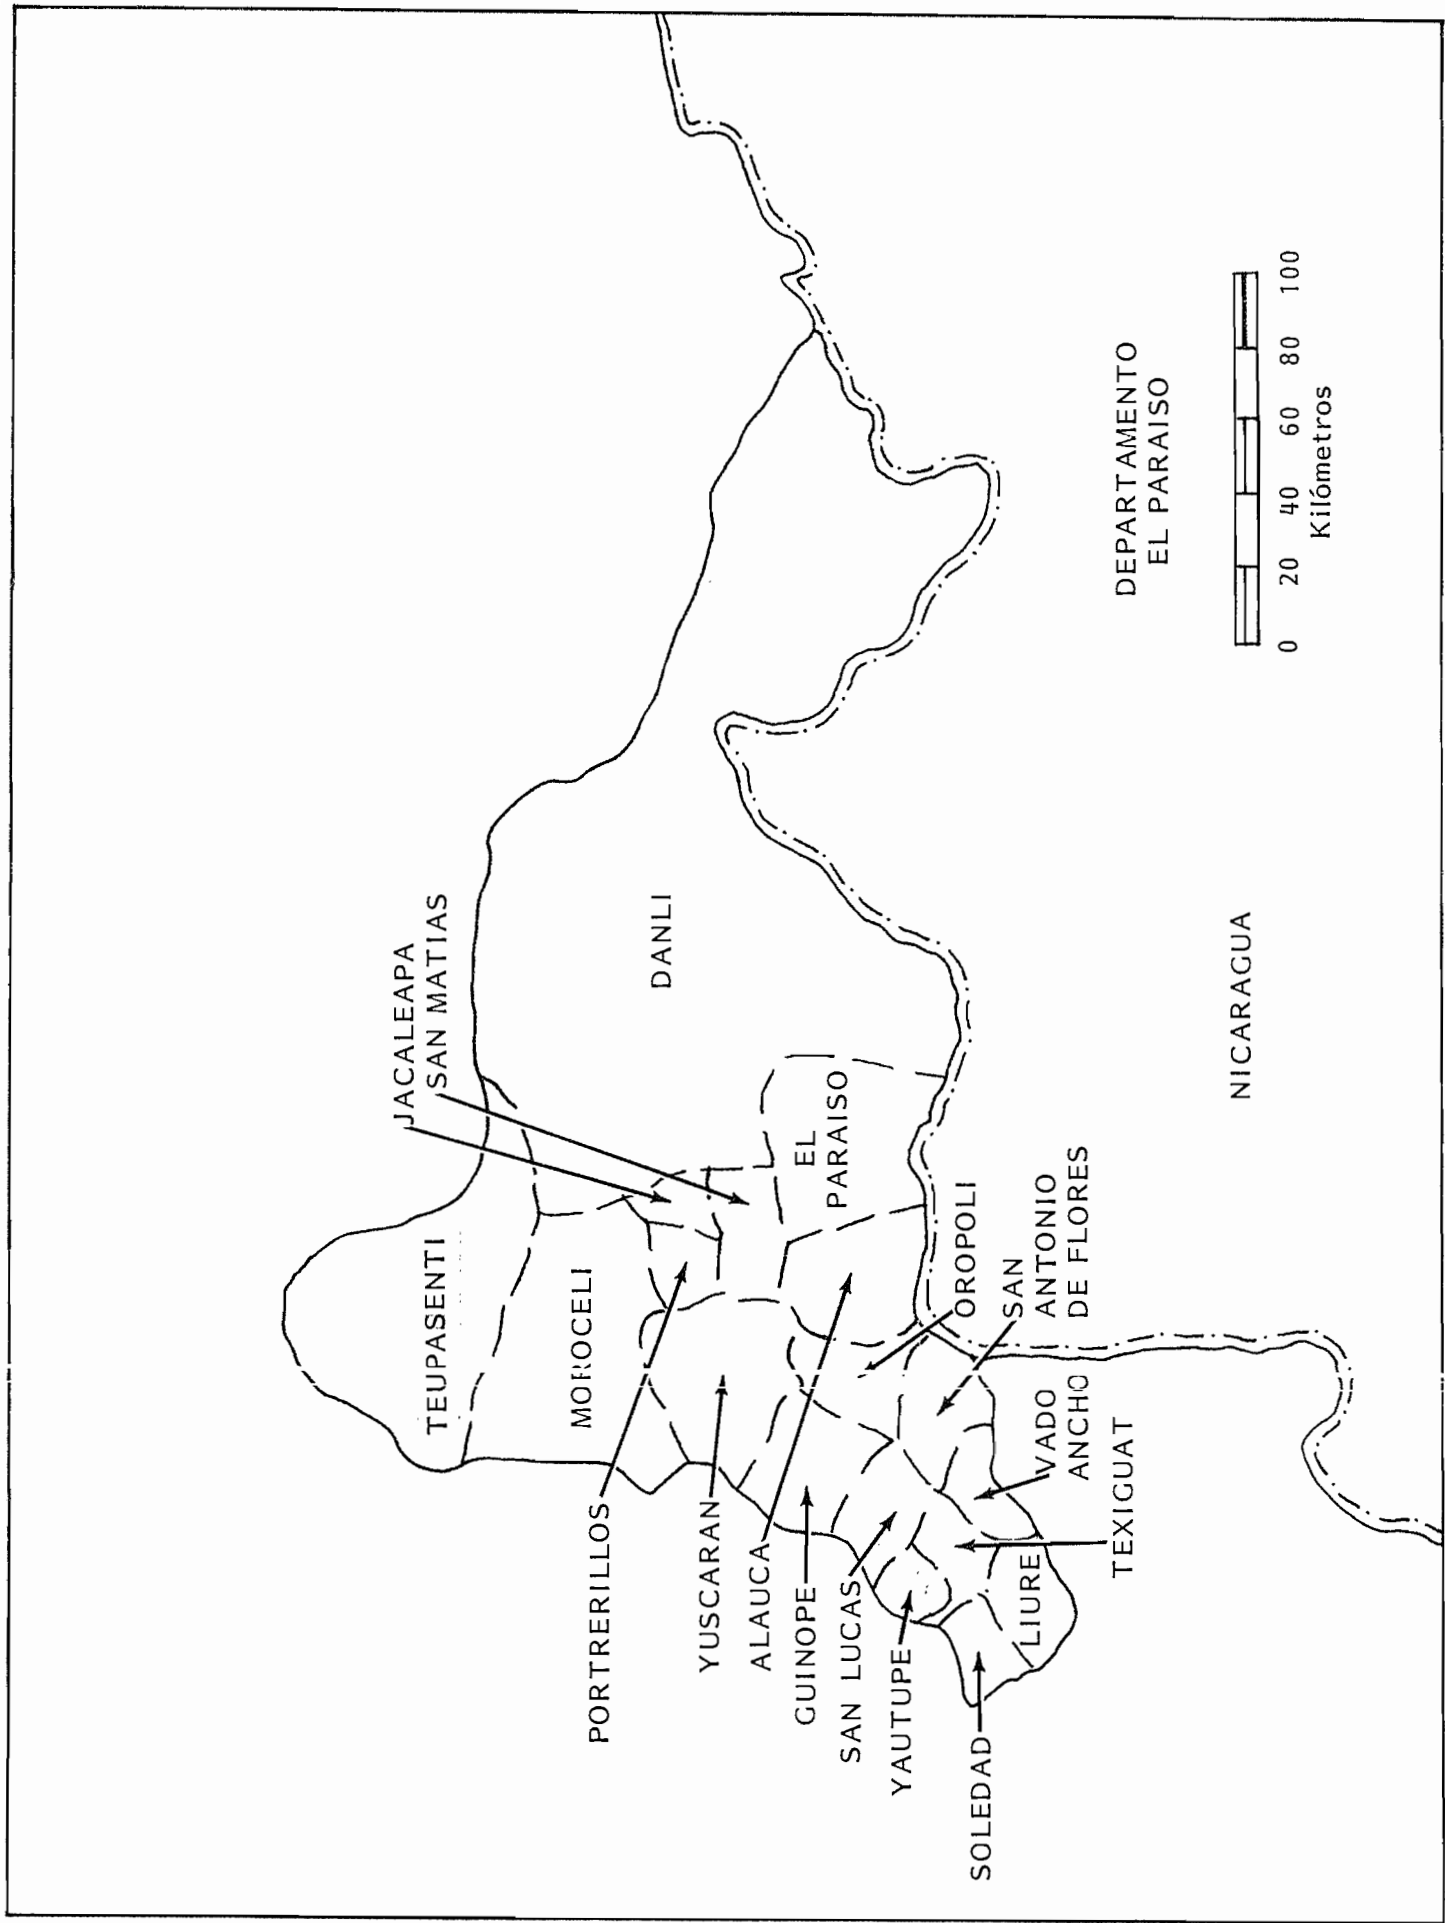 JACALEAPA
SAN MATIAS
TEUPASENTI
DANLI
MOROCELI
PORTRERILLOS
EL
PARAISO
YUSCARAN
ALAUCA
GUINOPE
SAN LUCAS
YAUTUPE
SOLEDAD
OROPOLI
SAN
ANTONIO
DE FLORES
VADO
ANCHO
LIURE
TEXIGUAT
NICARAGUA
DEPARTAMENTO
EL PARAISO
0 20 40 60 80 100
Kilómetros